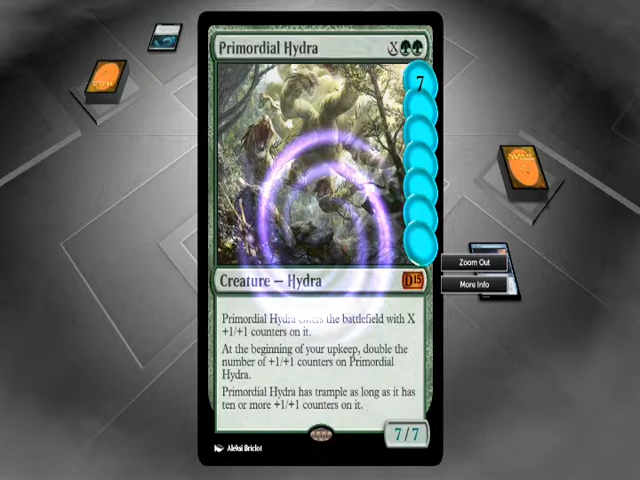 Primordial Hydra X
7
Zoom Out
More Info
Creature — Hydra D15
Primordial Hydra enters the battlefield with X
+1/+1 counters on it.
At the beginning of your upkeep, double the
number of +1/+1 counters on Primordial
Hydra.
Primordial Hydra has trample as long as it has
ten or more +1/+1 counters on it.
7/7
Aleksi Briclot